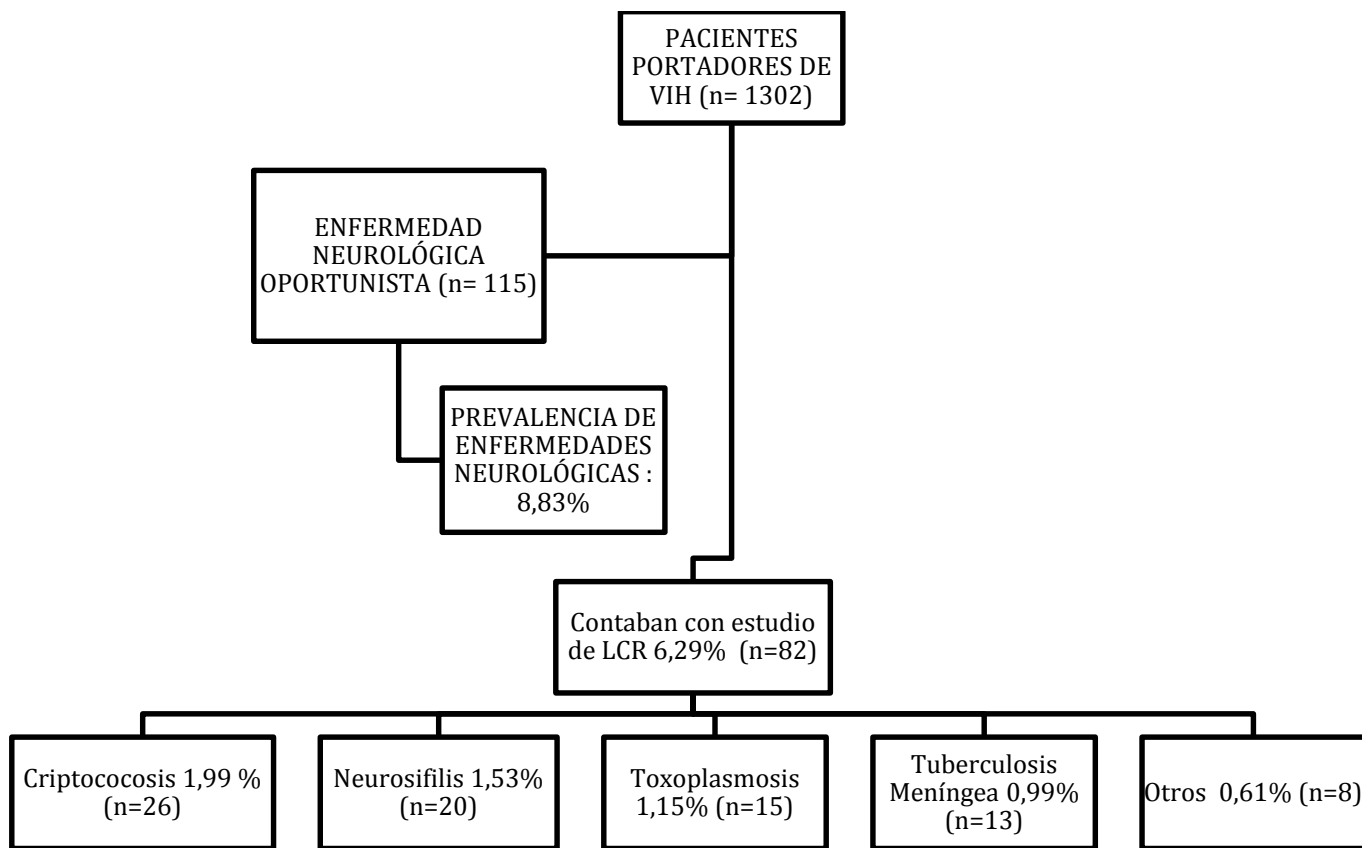 PACIENTES
PORTADORES DE
VIH (n= 1302)
ENFERMEDAD
NEUROLÓGICA
OPORTUNISTA (n= 115)
PREVALENCIA DE
ENFERMEDADES
NEUROLÓGICAS :
8,83%
Contaban con estudio
de LCR 6,29% (n=82)
Criptococosis 1,99 %
(n=26)
Neurosifilis 1,53%
(n=20)
Toxoplasmosis
1,15% (n=15)
Tuberculosis
Meníngea 0,99%
(n=13)
Otros 0,61% (n=8)